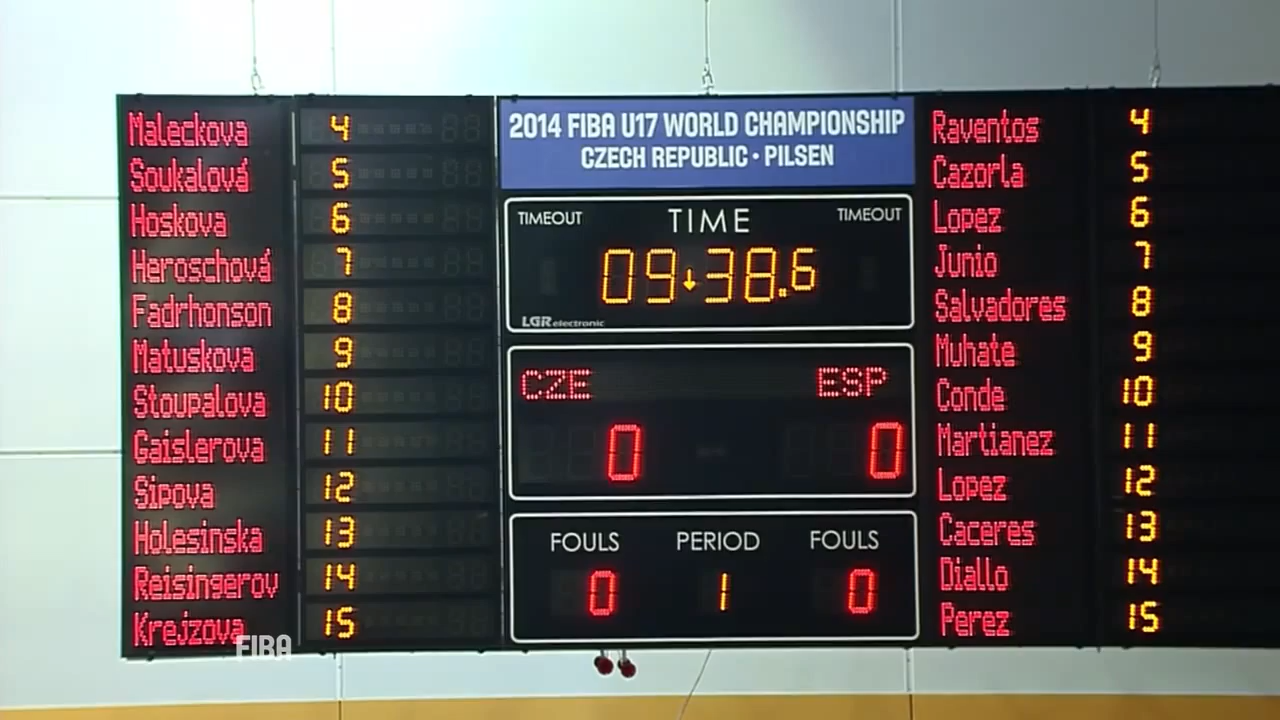 2014 FIBA U17 WORLD CHAMPIONSHIP
CZECH REPUBLIC • PILSEN
Maleckova 4
Soukalová 5
Hoskova 6
Heroschová 7
Fadrhonson 8
Matuskova 9
Stoupalova 10
Gaislerova 11
Sipova 12
Holesinska 13
Reisingerov 14
Krejzova 15
TIMEOUT TIME TIMEOUT
09 38.6
LGR electronic
CZE ESP
0 0
FOULS PERIOD FOULS
0 1 0
Raventos 4
Cazorla 5
Lopez 6
Junio 7
Salvadores 8
Muhate 9
Conde 10
Martianez 11
Lopez 12
Caceres 13
Diallo 14
Perez 15
FIBA